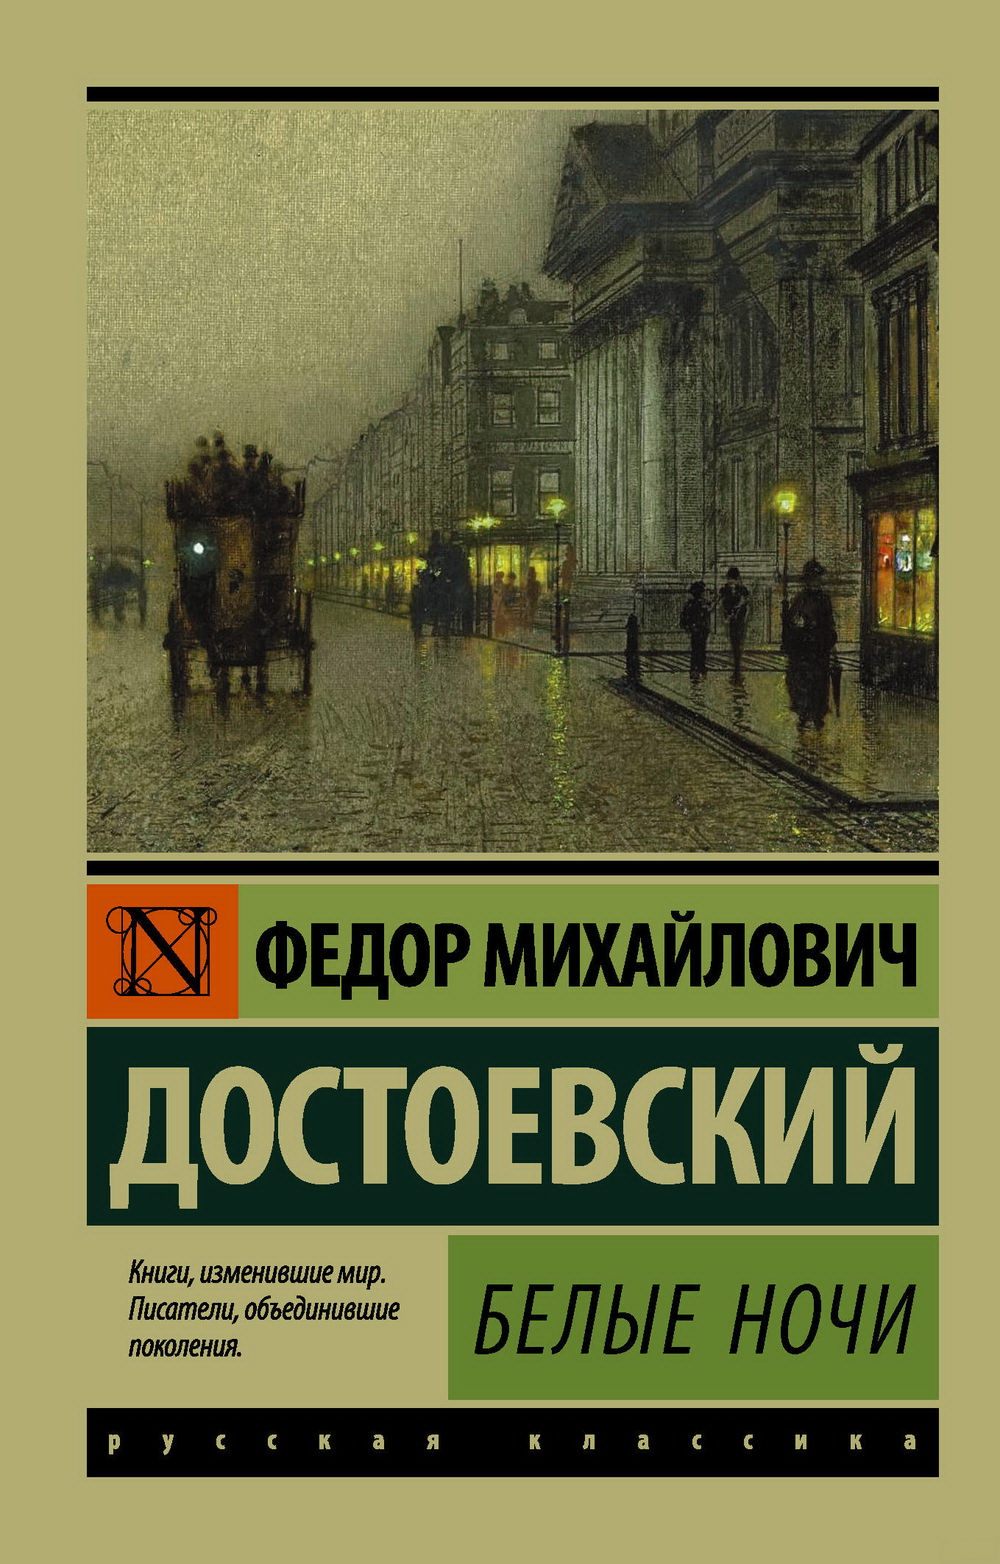 N
ФЕДОР МИХАЙЛОВИЧ
ДОСТОЕВСКИЙ
Книги, изменившие мир.
Писатели, объединившие
поколения.
БЕЛЫЕ НОЧИ
русская классика